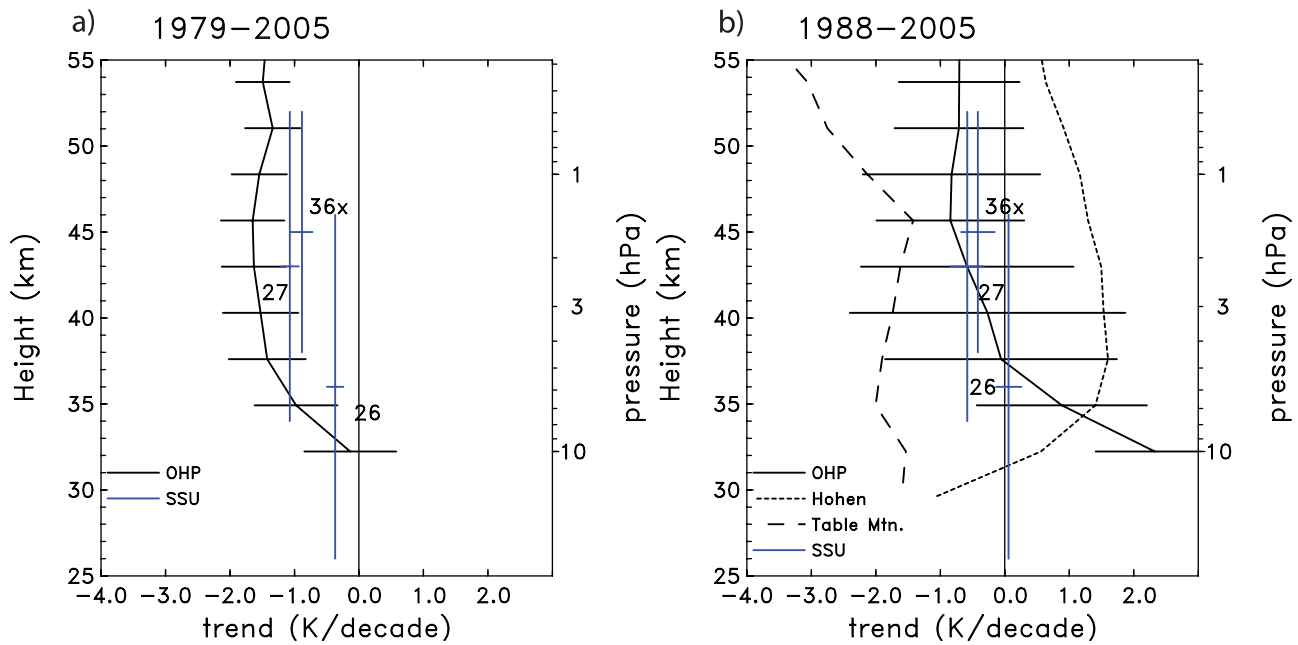 a)
1979-2005
55
50
45
40
35
30
25
Height (km)
36x
27
26
OHP
SSU
1
3
10
pressure (hPa)
-4.0 -3.0 -2.0 -1.0 0.0 1.0 2.0
trend (K/decade)
b)
1988-2005
55
50
45
40
35
30
25
Height (km)
36x
27
26
OHP
Hohen
Table Mtn.
SSU
1
3
10
pressure (hPa)
-4.0 -3.0 -2.0 -1.0 0.0 1.0 2.0
trend (K/decade)